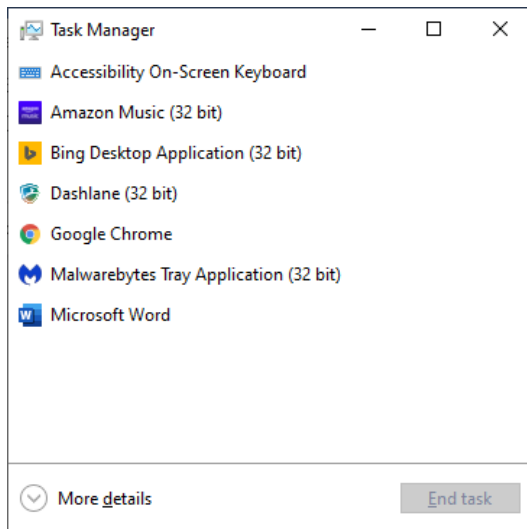 Task Manager
Accessibility On-Screen Keyboard
Amazon Music (32 bit)
Bing Desktop Application (32 bit)
Dashlane (32 bit)
Google Chrome
Malwarebytes Tray Application (32 bit)
Microsoft Word
More details
End task